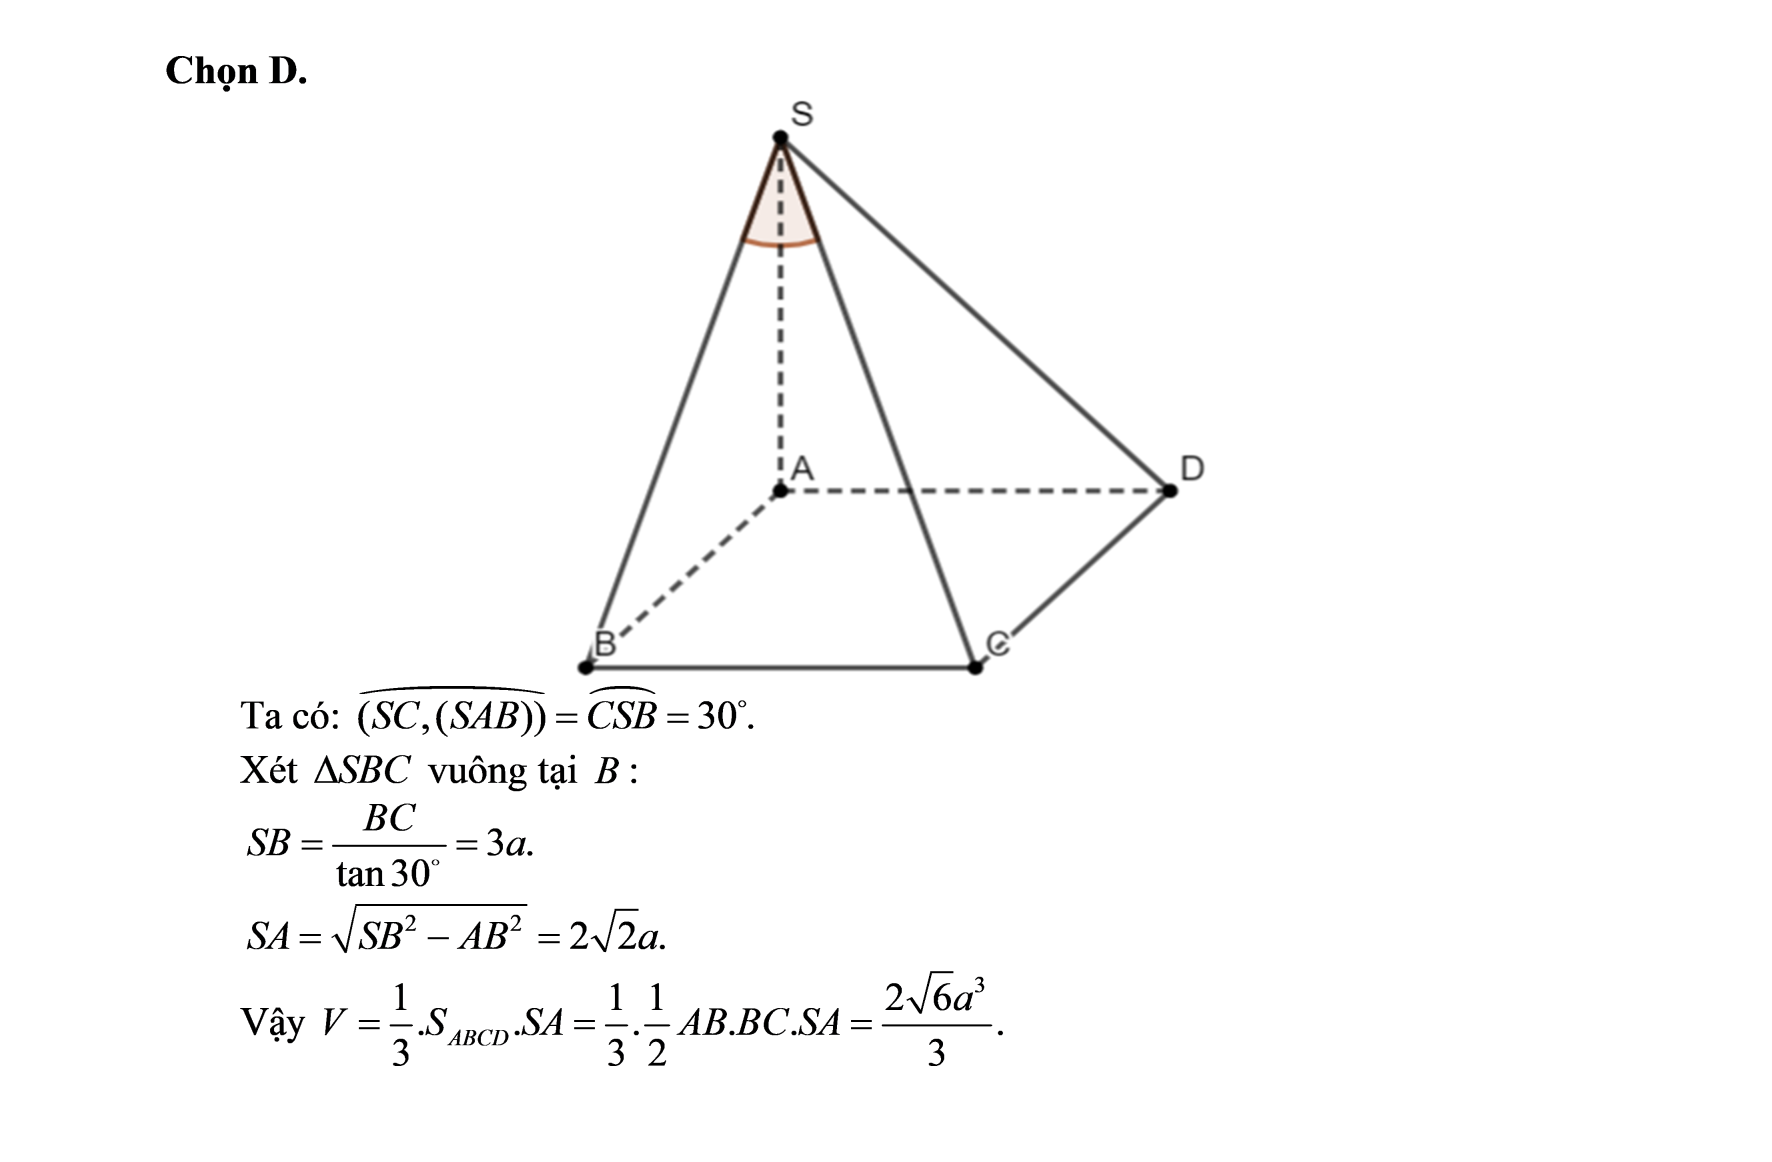 Chọn D.
S
A
D
B
C
Ta có: (SC,(SAB)) = CSB = 30°.
Xét ΔSBC vuông tại B :
SB = BC / tan 30° = 3a.
SA = √(SB² − AB²) = 2√2a.
Vậy V = 1/3 .S_ABCD.SA = 1/3 . 1/2 AB.BC.SA = 2√6a³ / 3 .